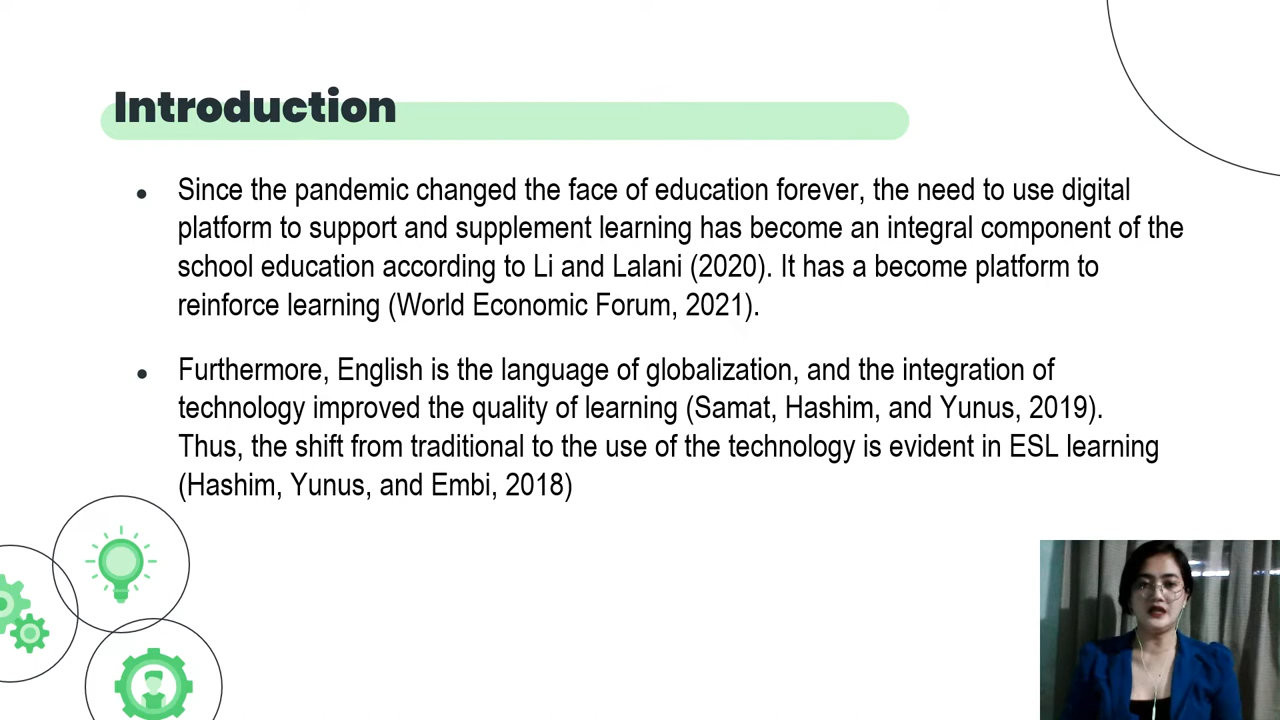 Introduction
• Since the pandemic changed the face of education forever, the need to use digital
platform to support and supplement learning has become an integral component of the
school education according to Li and Lalani (2020). It has a become platform to
reinforce learning (World Economic Forum, 2021).
• Furthermore, English is the language of globalization, and the integration of
technology improved the quality of learning (Samat, Hashim, and Yunus, 2019).
Thus, the shift from traditional to the use of the technology is evident in ESL learning
(Hashim, Yunus, and Embi, 2018)